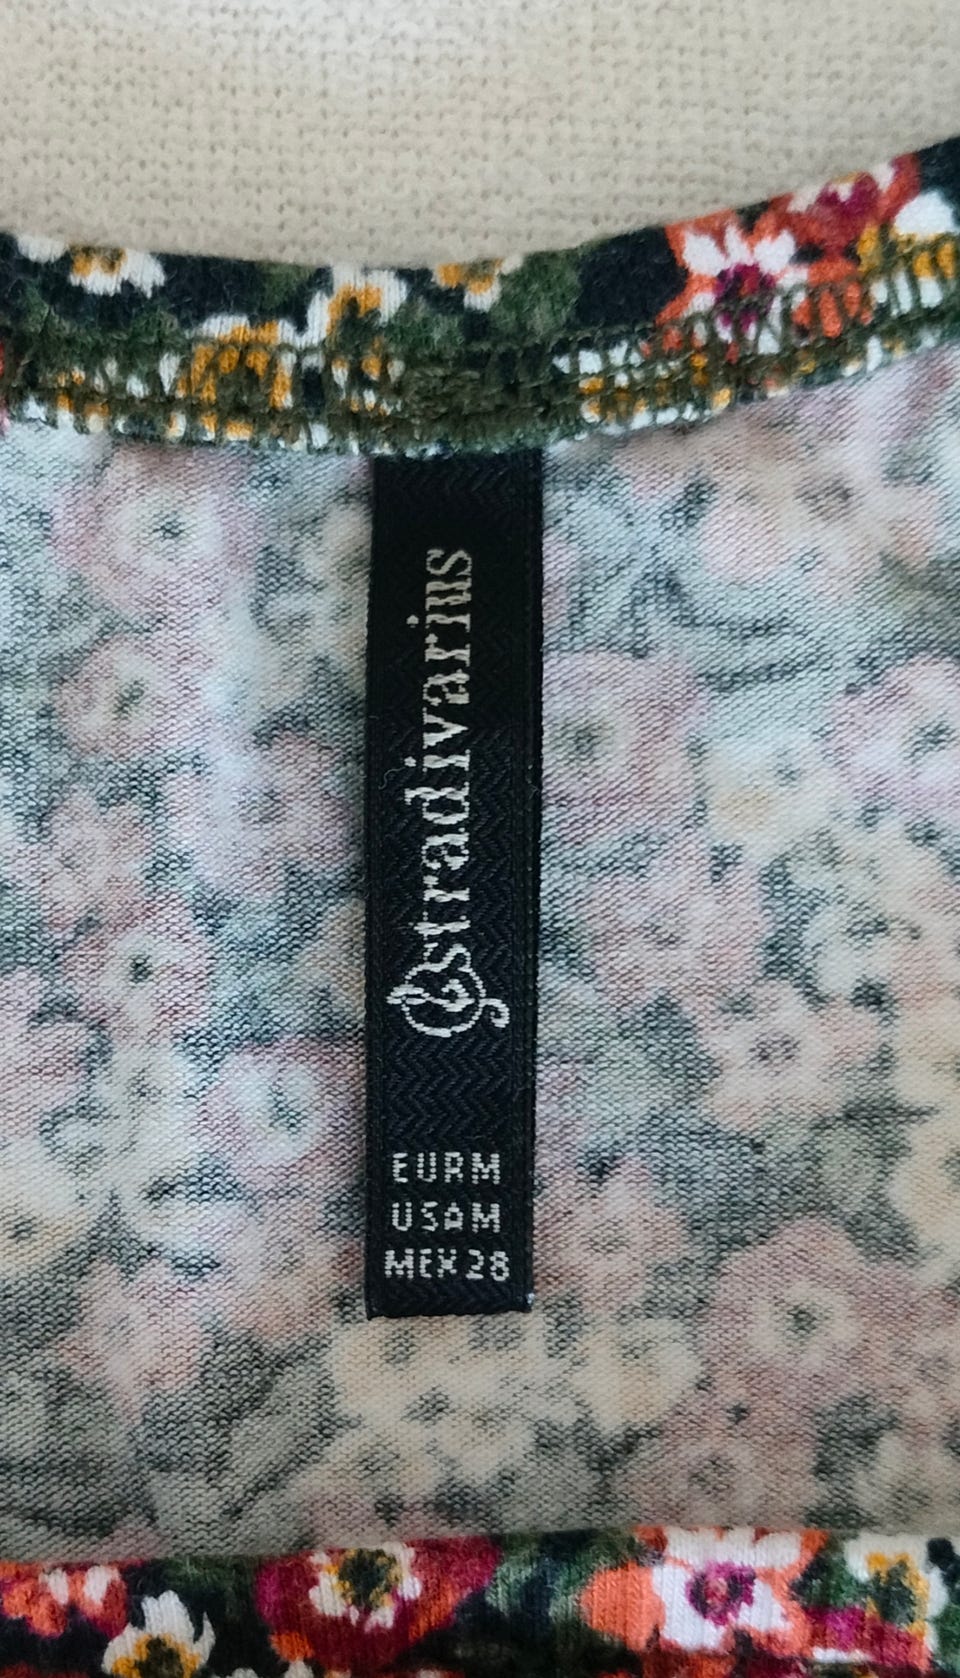 stradivarius
EUR M
USA M
MEX 28